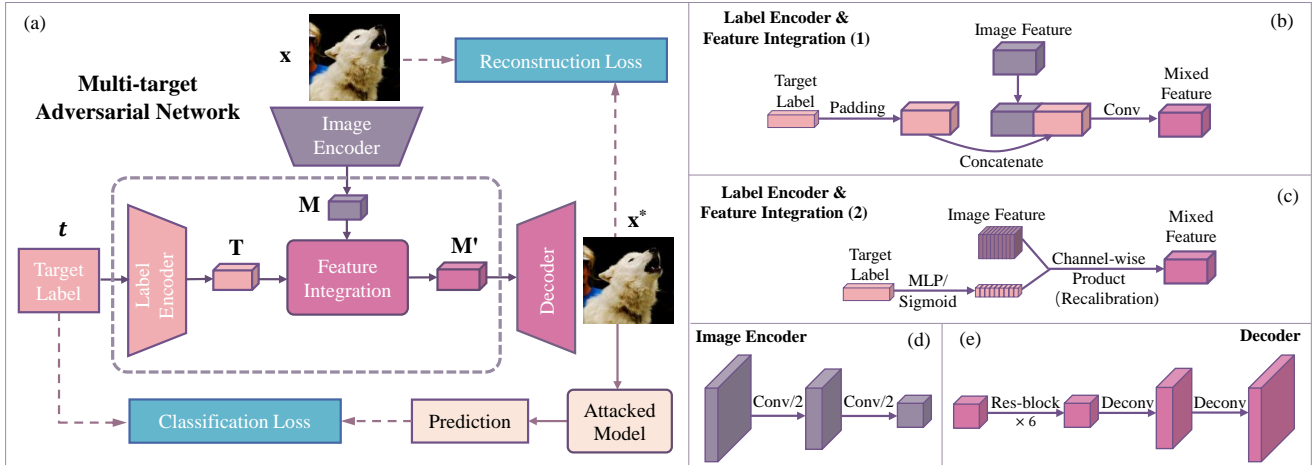 (a)
x
Reconstruction Loss
Multi-target
Adversarial Network
Image
Encoder
M
x*
t
Target
Label
Label
Encoder
T
Feature
Integration
M'
Decoder
Classification Loss
Prediction
Attacked
Model
Label Encoder &
Feature Integration (1)
(b)
Image Feature
Target
Label
Padding
Mixed
Feature
Conv
Concatenate
Label Encoder &
Feature Integration (2)
(c)
Image Feature
Mixed
Feature
Target
Label
MLP/
Sigmoid
Channel-wise
Product
(Recalibration)
Image Encoder
(d)
Conv/2
Conv/2
(e)
Decoder
Res-block
× 6
Deconv
Deconv